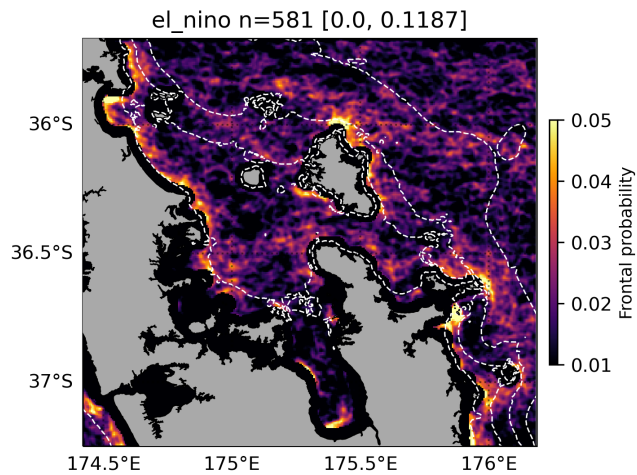 el_nino n=581 [0.0, 0.1187]
36°S
36.5°S
37°S
174.5°E 175°E 175.5°E 176°E
0.05
0.04
0.03
0.02
0.01
Frontal probability